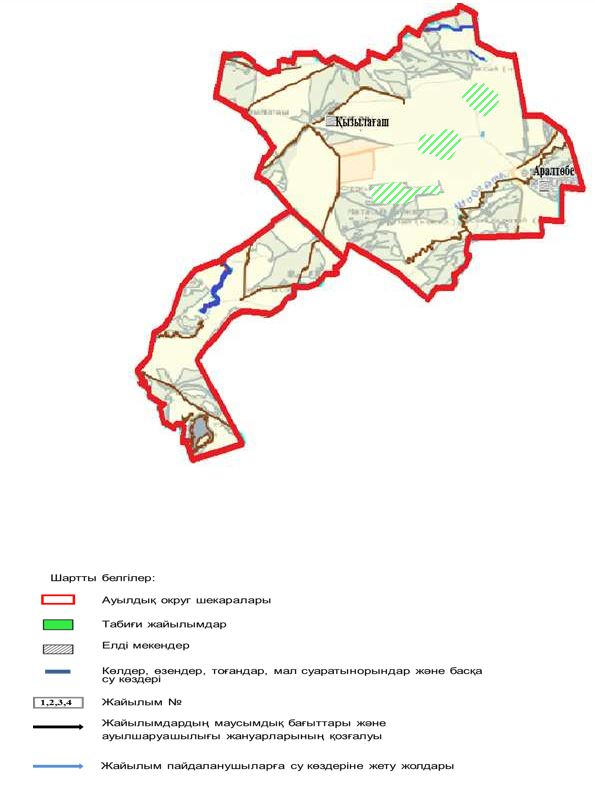 Қызылағаш
Аралтөбе
Шартты белгілер:
Ауылдық округ шекаралары
Табиғи жайылымдар
Елді мекендер
Көлдер, өзендер, тоғандар, мал суаратынорындар және басқа
су көздері
1,2,3,4 Жайылым №
Жайылымдардың маусымдық бағыттары және
ауылшаруашылығы жануарларының қозғалуы
Жайылым пайдаланушыларға су көздеріне жету жолдары